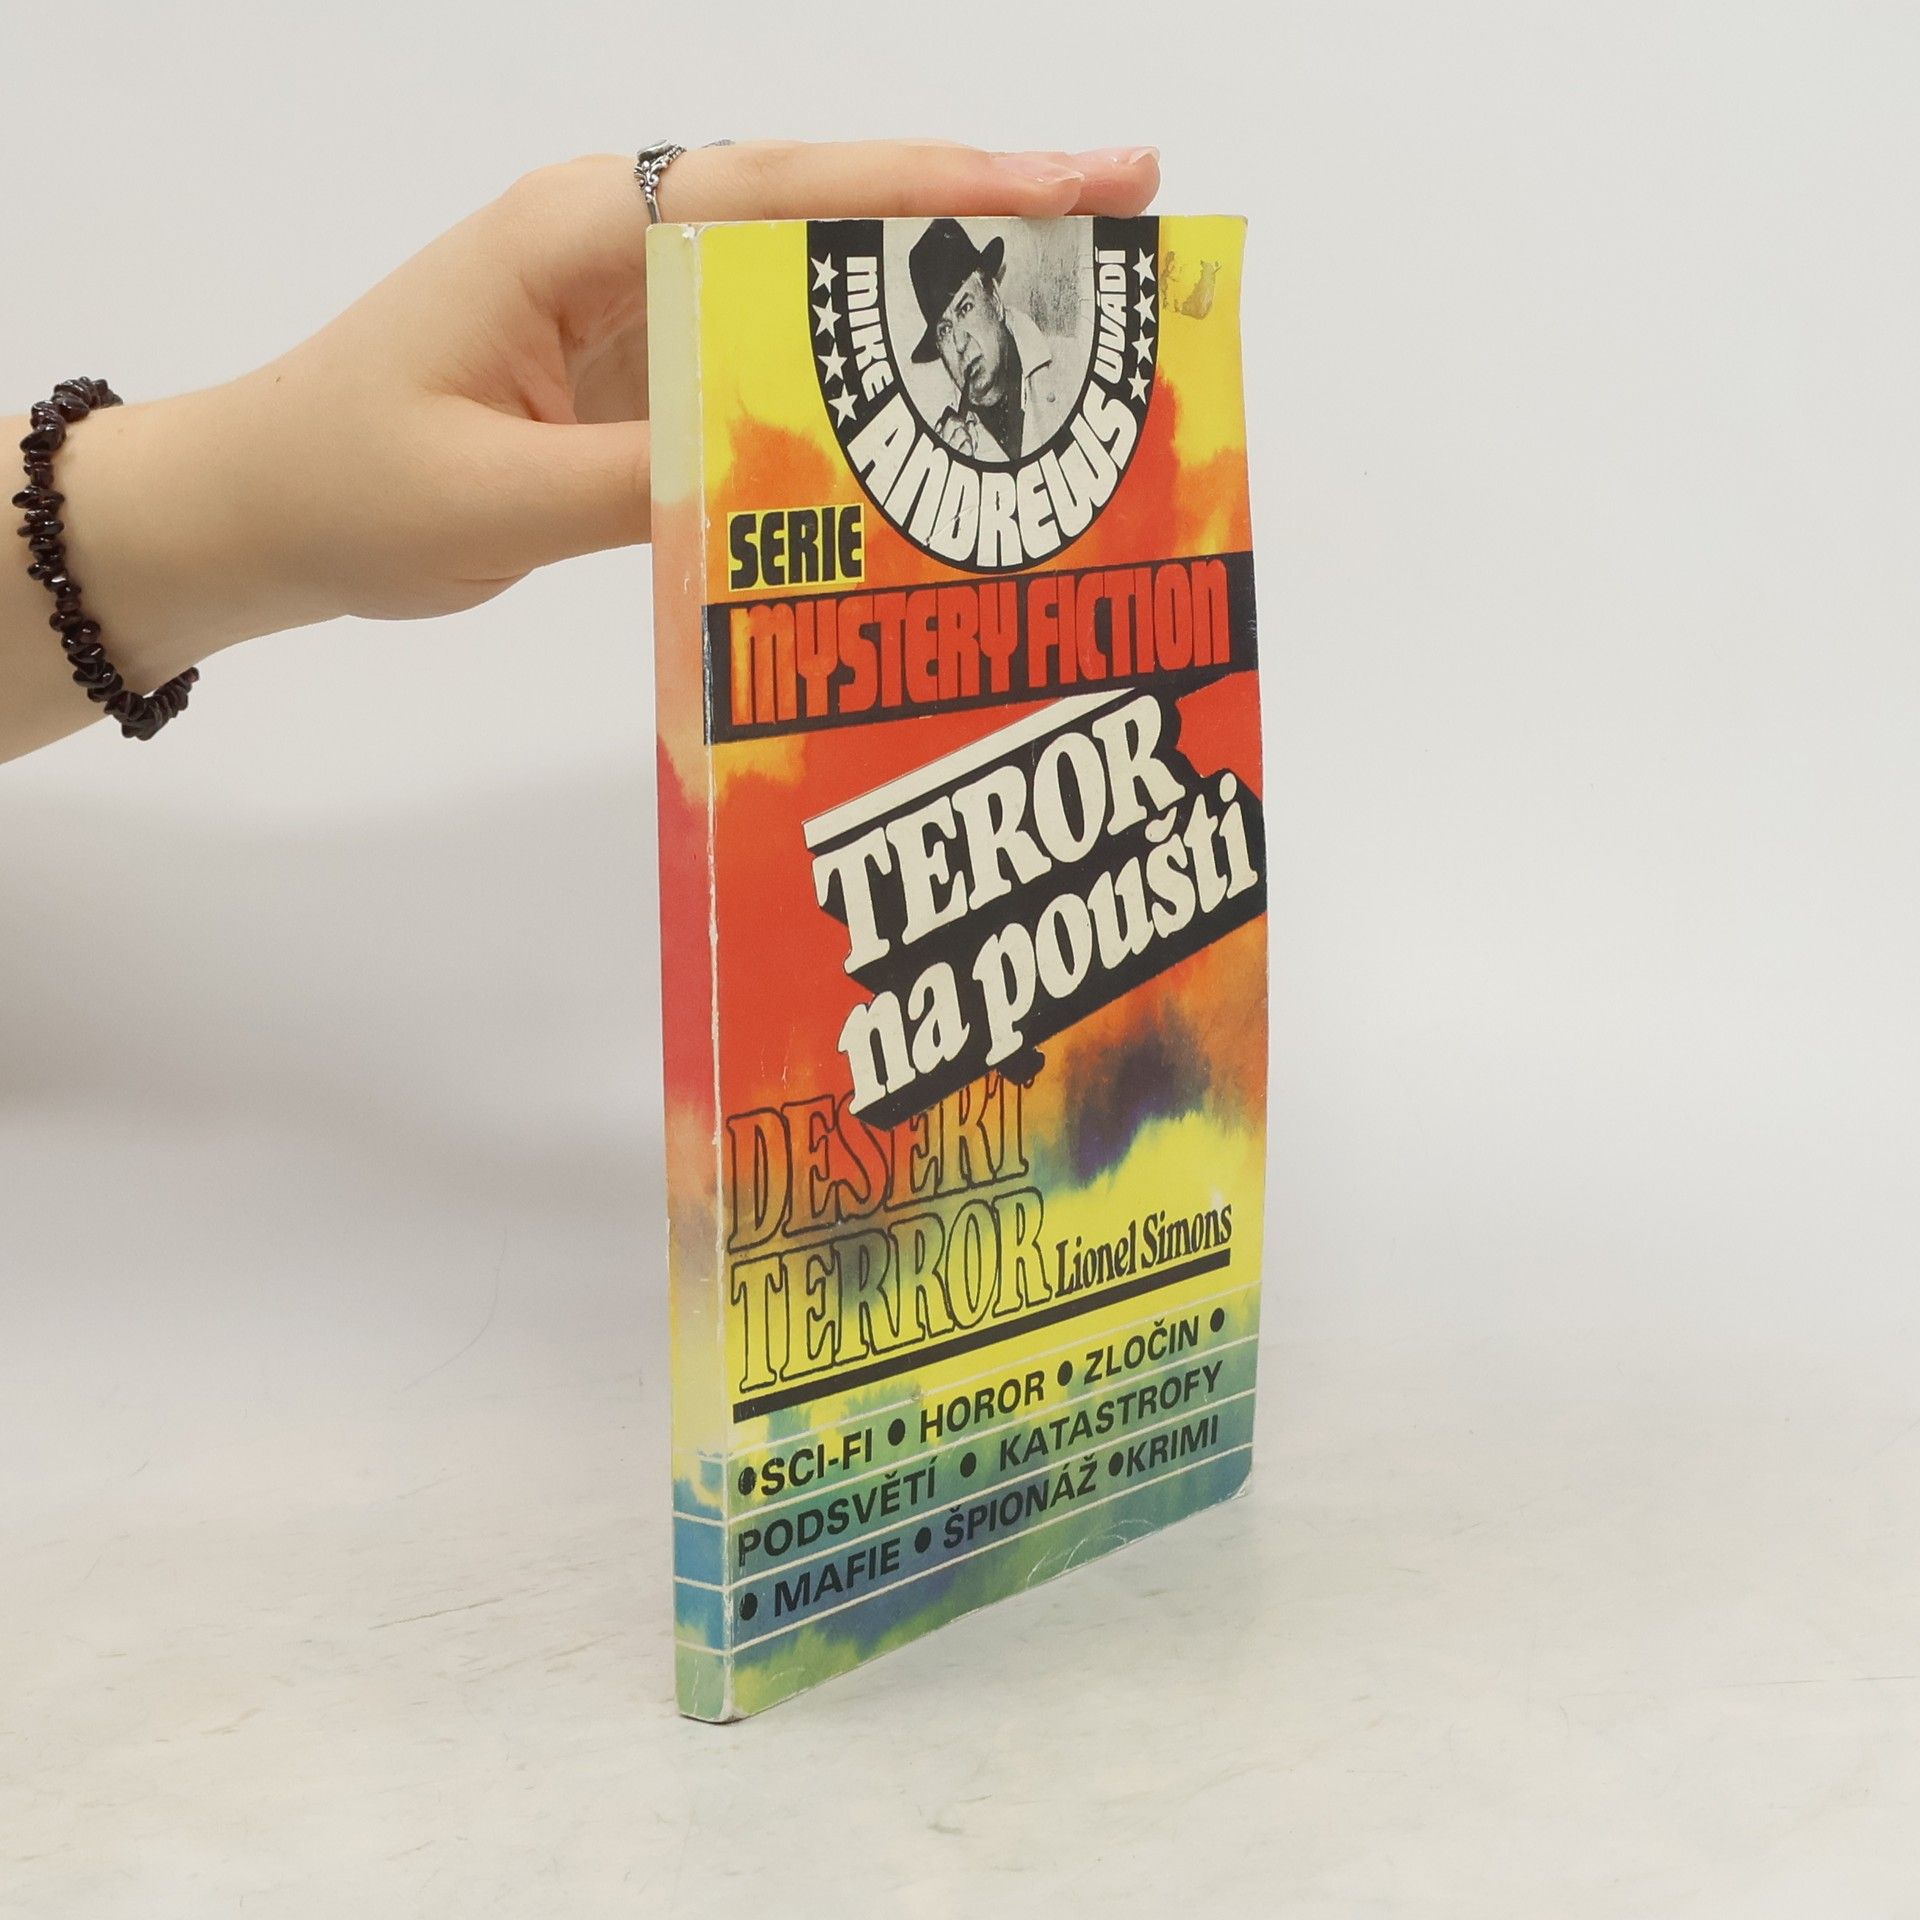 MIKE ANDREWS UVÁDÍ
SERIE
MYSTERY FICTION
TEROR
na poušti
DESERT
TERROR
Lionel Simons
•SCI-FI • HOROR • ZLOČIN •
PODSVĚTÍ • KATASTROFY
• MAFIE • ŠPIONÁŽ •KRIMI